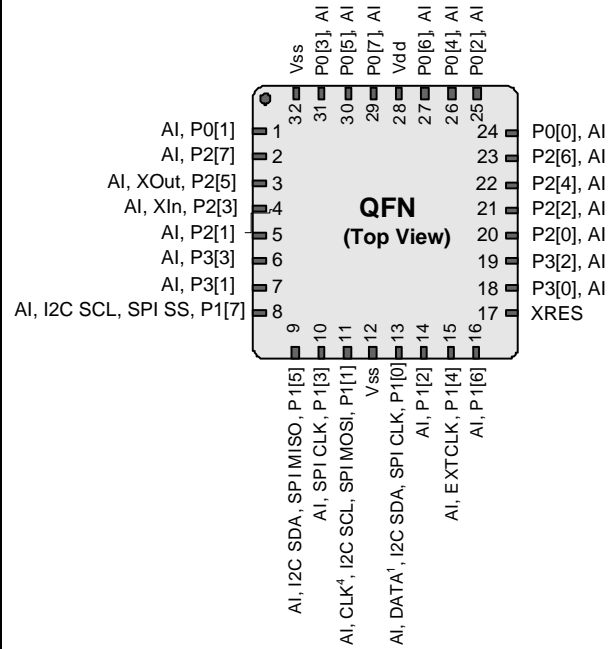 Vss
P0[3], AI
P0[5], AI
P0[7], AI
Vdd
P0[6], AI
P0[4], AI
P0[2], AI
32
31
30
29
28
27
26
25
AI, P0[1]
1
AI, P2[7]
2
AI, XOut, P2[5]
3
AI, XIn, P2[3]
4
AI, P2[1]
5
AI, P3[3]
6
AI, P3[1]
7
AI, I2C SCL, SPI SS, P1[7]
8
QFN
(Top View)
24
P0[0], AI
23
P2[6], AI
22
P2[4], AI
21
P2[2], AI
20
P2[0], AI
19
P3[2], AI
18
P3[0], AI
17
XRES
9
10
11
12
13
14
15
16
AI, I2C SDA, SPI MISO, P1[5]
AI, SPI CLK, P1[3]
AI, CLK⁴, I2C SCL, SPI MOSI, P1[1]
Vss
AI, DATA¹, I2C SDA, SPI CLK, P1[0]
AI, P1[2]
AI, EXTCLK, P1[4]
AI, P1[6]